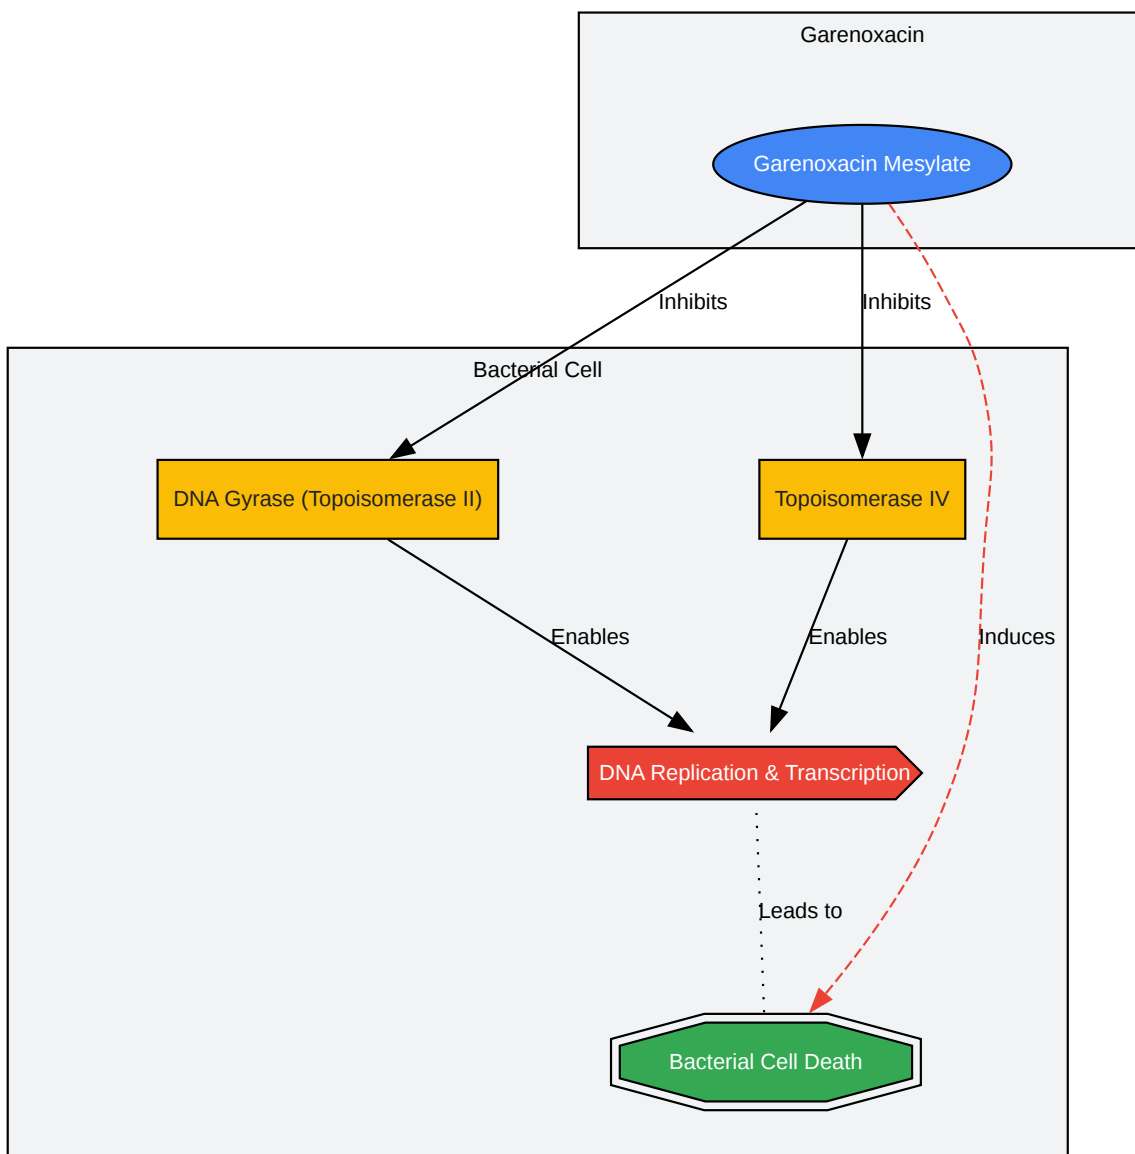 Garenoxacin
Garenoxacin Mesylate
Inhibits
Inhibits
Bacterial Cell
DNA Gyrase (Topoisomerase II)
Topoisomerase IV
Enables
Enables
Induces
DNA Replication & Transcription
Leads to
Bacterial Cell Death